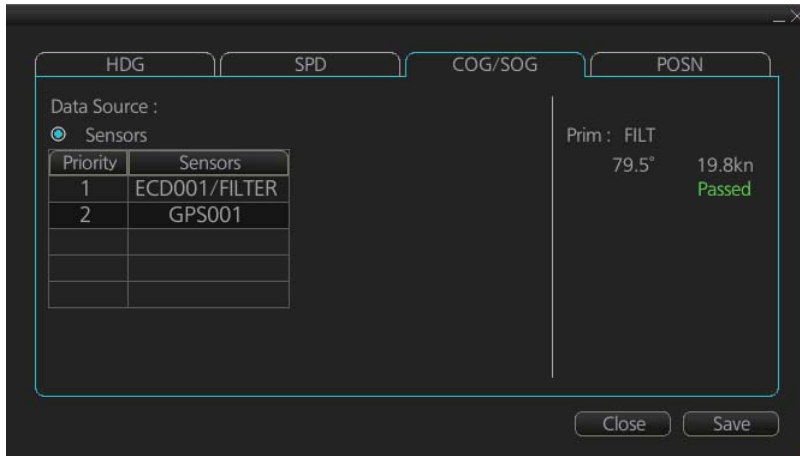 HDG SPD COG/SOG POSN
Data Source :
Sensors
Prim : FILT
Priority Sensors
79.5° 19.8kn
1 ECD001/FILTER
Passed
2 GPS001
Close Save